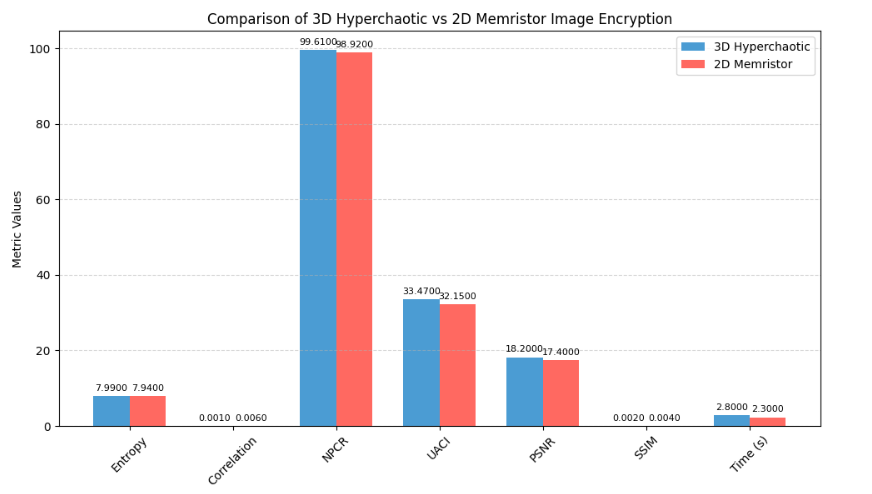 Comparison of 3D Hyperchaotic vs 2D Memristor Image Encryption
3D Hyperchaotic
2D Memristor
Metric Values
100
80
60
40
20
0
7.9900 7.9400
0.0010 0.0060
99.6100 98.9200
33.4700 32.1500
18.2000 17.4000
0.0020 0.0040
2.8000 2.3000
Entropy
Correlation
NPCR
UACI
PSNR
SSIM
Time (s)